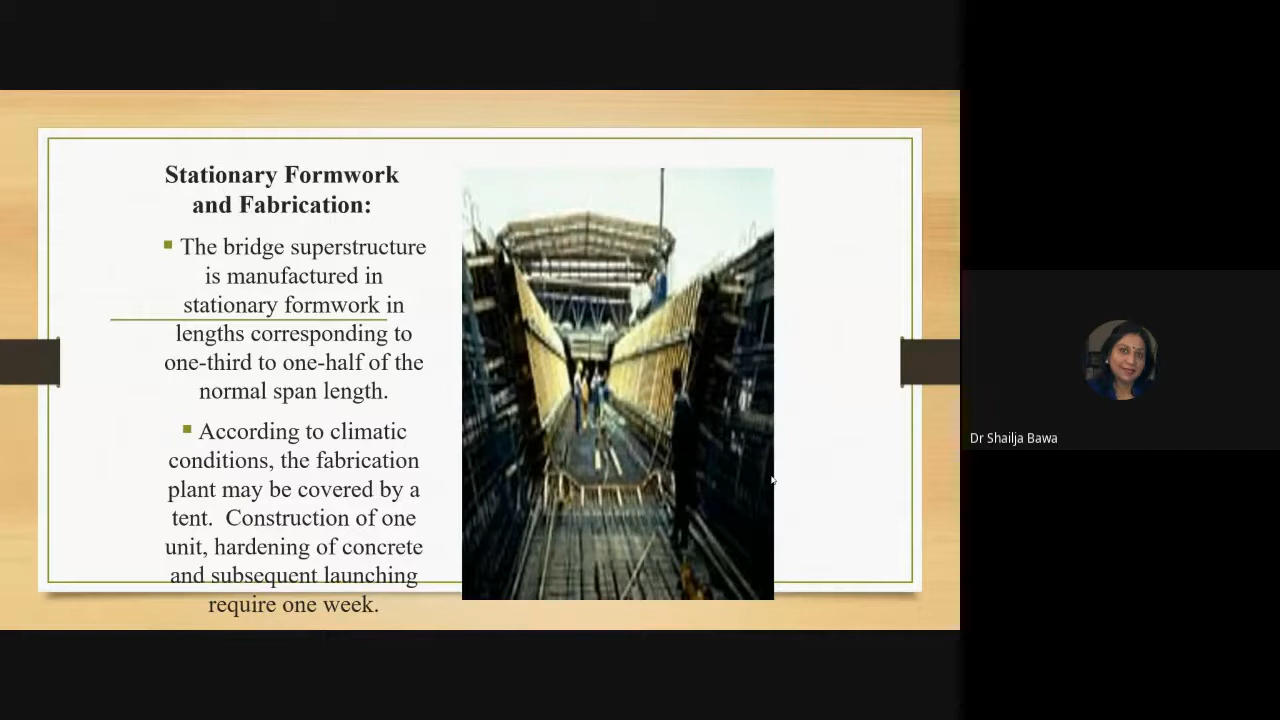 Stationary Formwork
and Fabrication:
The bridge superstructure
is manufactured in
stationary formwork in
lengths corresponding to
one-third to one-half of the
normal span length.
According to climatic
conditions, the fabrication
plant may be covered by a
tent.  Construction of one
unit, hardening of concrete
and subsequent launching
require one week.
Dr Shailja Bawa